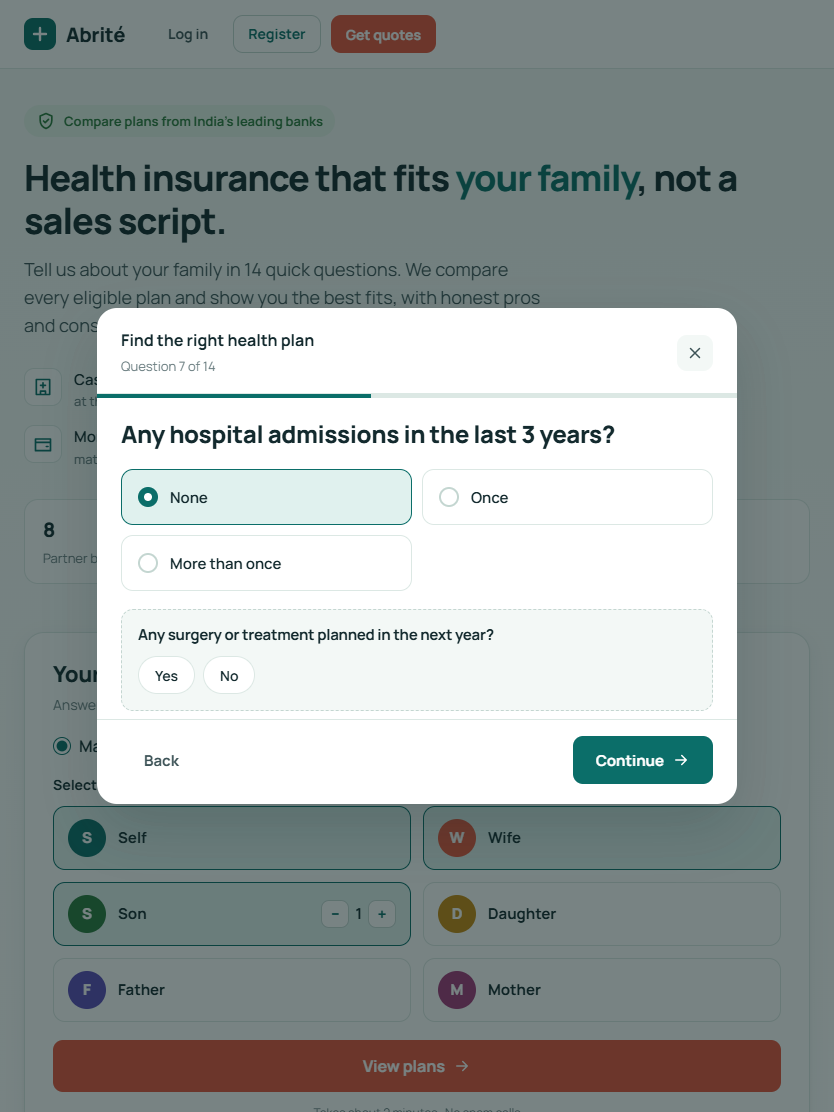 Abrité
Log in
Register
Get quotes
Compare plans from India's leading banks
Health insurance that fits your family, not a
sales script.
Tell us about your family in 14 quick questions. We compare
every eligible plan and show you the best fits, with honest pros
and cons
Find the right health plan
Question 7 of 14
Any hospital admissions in the last 3 years?
None
Once
More than once
Any surgery or treatment planned in the next year?
Yes
No
Back
Continue
8
Partner b
Your
Answe
Select
S
Self
W
Wife
S
Son
− 1 +
D
Daughter
F
Father
M
Mother
View plans